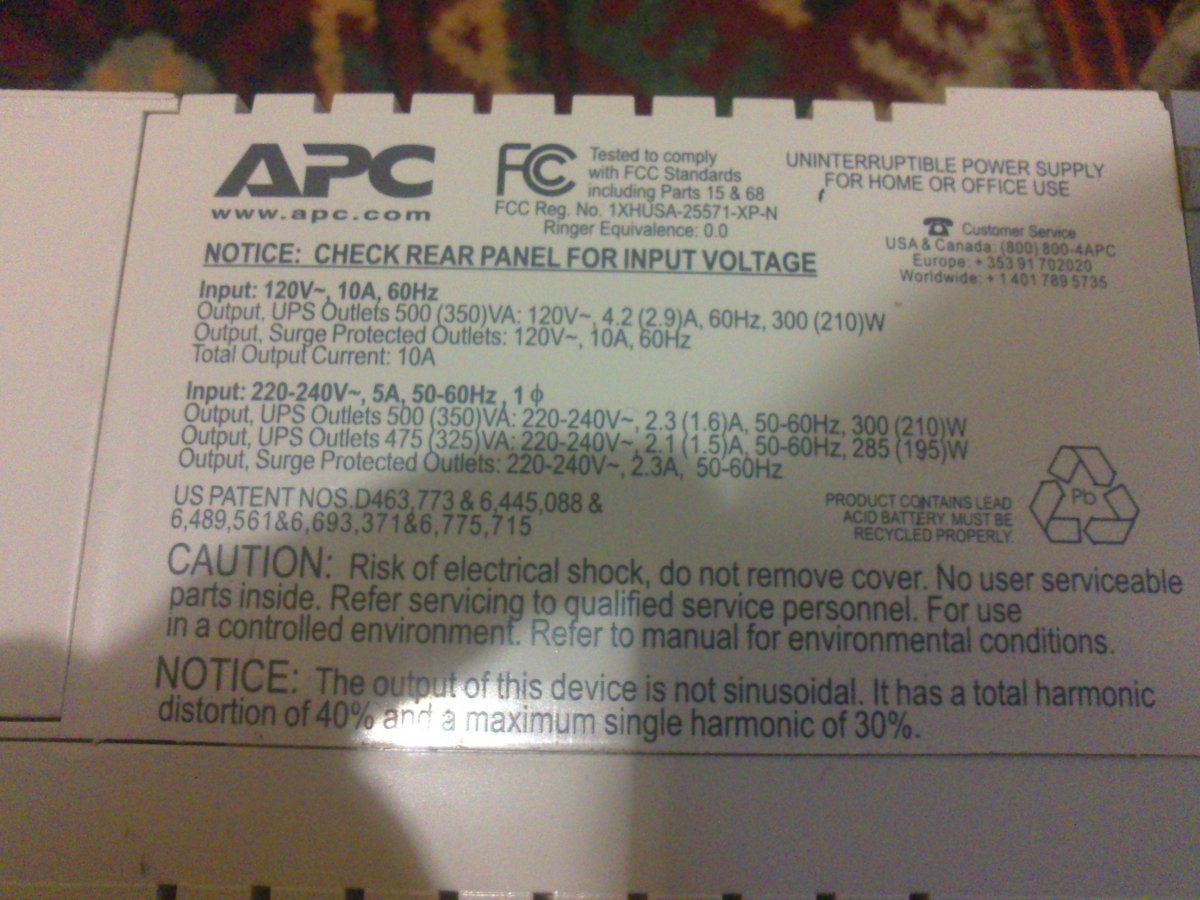 APC
www.apc.com
FC
Tested to comply
with FCC Standards
including Parts 15 & 68
FCC Reg. No. 1XHUSA-25571-XP-N
Ringer Equivalence: 0.0
UNINTERRUPTIBLE POWER SUPPLY
FOR HOME OR OFFICE USE
Customer Service
USA & Canada: (800) 800-4APC
Europe: + 353 91 702020
Worldwide: + 1 401 789 5735
NOTICE: CHECK REAR PANEL FOR INPUT VOLTAGE
Input: 120V~, 10A, 60Hz
Output, UPS Outlets 500 (350)VA: 120V~, 4.2 (2.9)A, 60Hz, 300 (210)W
Output, Surge Protected Outlets: 120V~, 10A, 60Hz
Total Output Current: 10A
Input: 220-240V~, 5A, 50-60Hz , 1 ϕ
Output, UPS Outlets 500 (350)VA: 220-240V~, 2.3 (1.6)A, 50-60Hz, 300 (210)W
Output, UPS Outlets 475 (325)VA: 220-240V~, 2.1 (1.5)A, 50-60Hz, 285 (195)W
Output, Surge Protected Outlets: 220-240V~, 2.3A, 50-60Hz
US PATENT NOS.D463,773 & 6,445,088 &
6,489,561&6,693,371&6,775,715
PRODUCT CONTAINS LEAD
ACID BATTERY. MUST BE
RECYCLED PROPERLY.
Pb
CAUTION: Risk of electrical shock, do not remove cover. No user serviceable
parts inside. Refer servicing to qualified service personnel. For use
in a controlled environment. Refer to manual for environmental conditions.
NOTICE: The output of this device is not sinusoidal. It has a total harmonic
distortion of 40% and a maximum single harmonic of 30%.